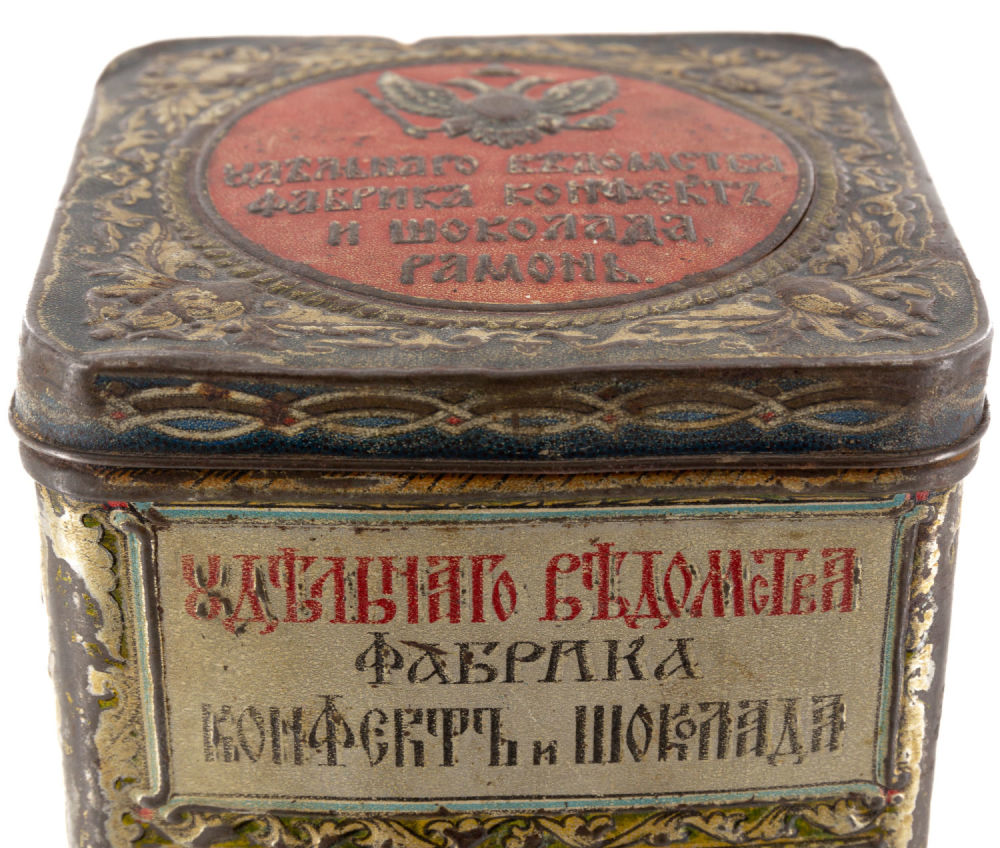 УДѢЛЬНАГО ВѢДОМСТВА
ФАБРИКА КОНФЕКТЪ
И ШОКОЛАДА.
РАМОНЬ.
УДѢЛЬНАГО ВѢДОМСТВА
ФАБРИКА
КОНФЕКТЪ и ШОКОЛАДА